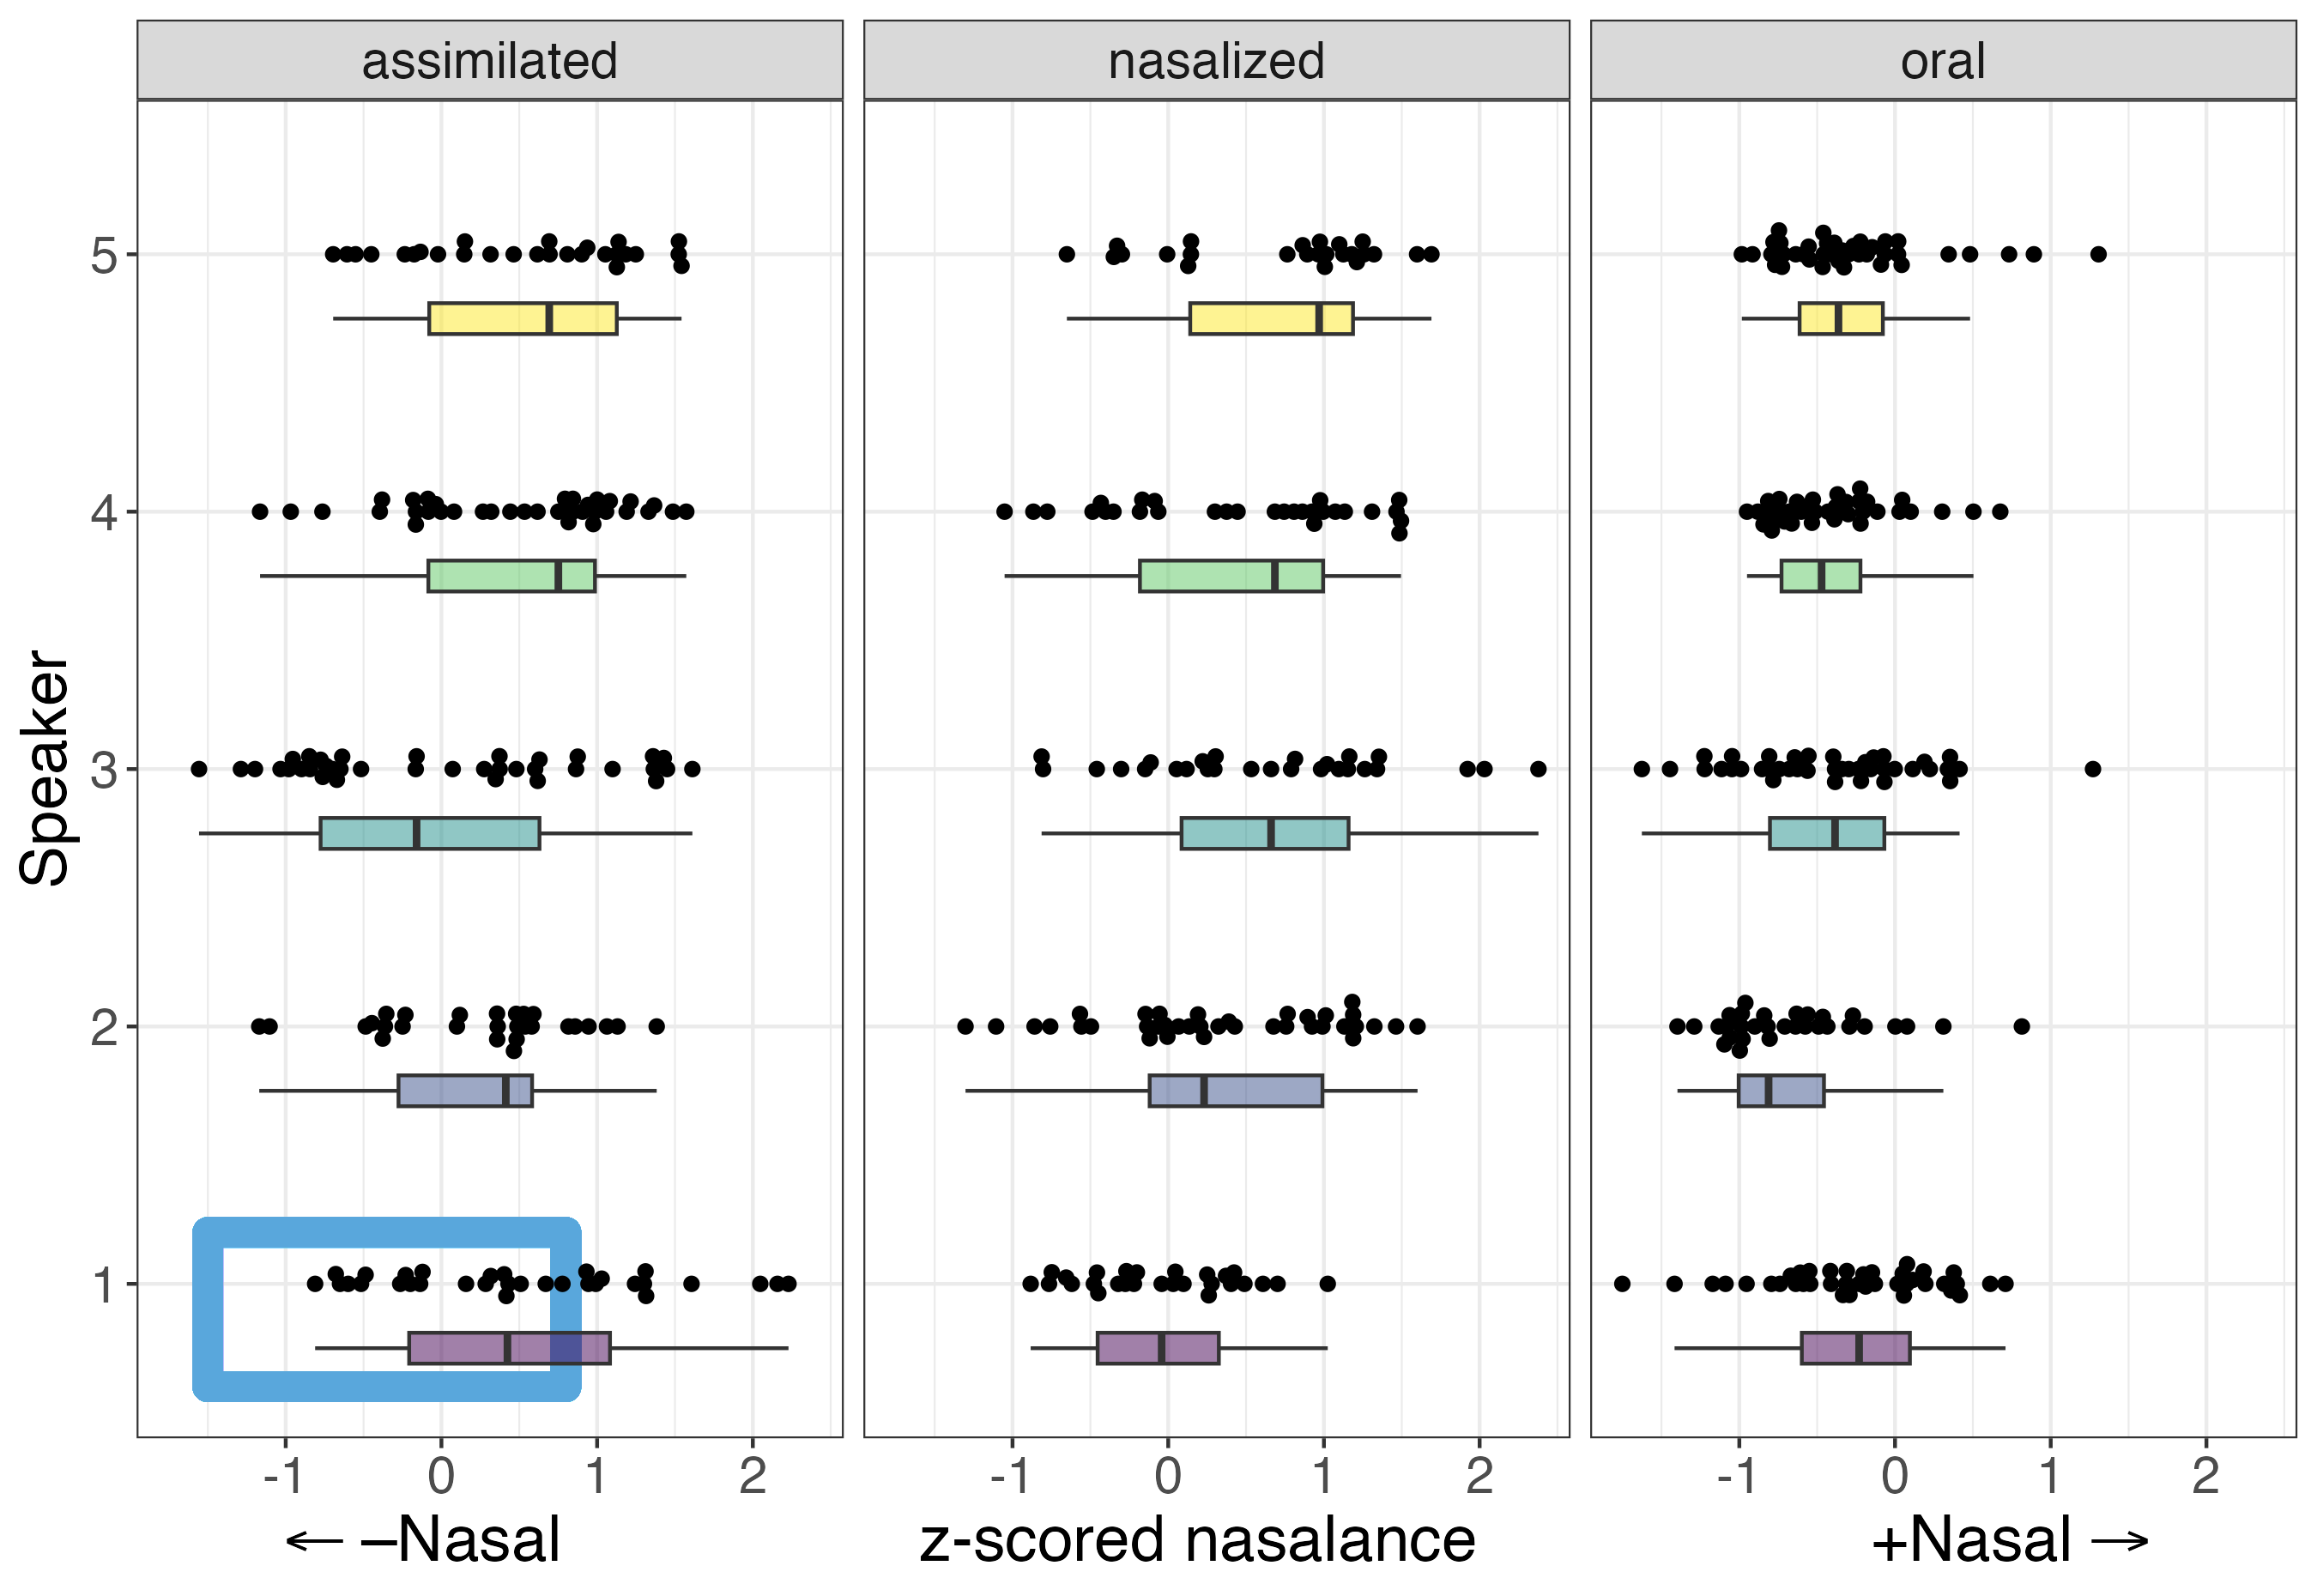 assimilated nasalized oral
5
4
3
2
1
Speaker
-1 0 1 2 -1 0 1 2 -1 0 1 2
← –Nasal z-scored nasalance +Nasal →